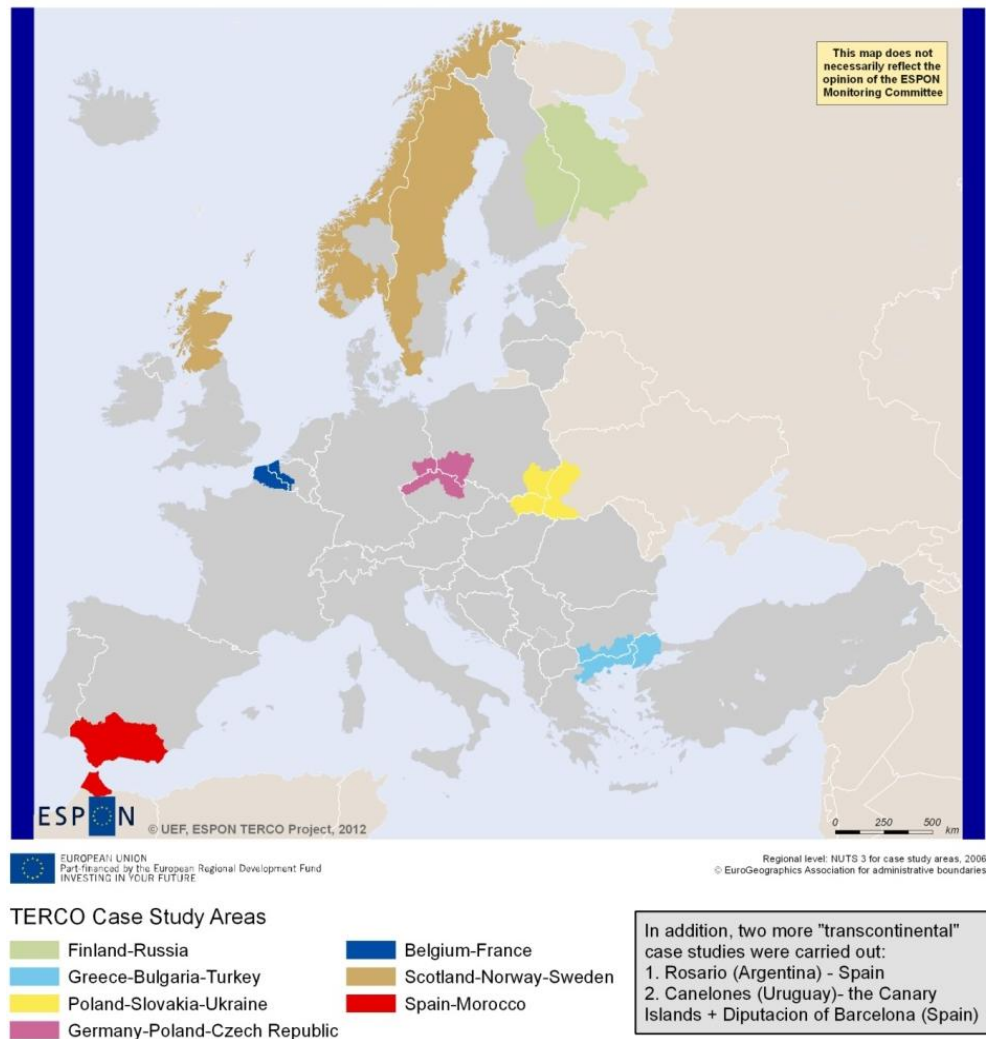 This map does not
necessarily reflect the
opinion of the ESPON
Monitoring Committee
ESPON
© UEF, ESPON TERCO Project, 2012
0 250 500
km
EUROPEAN UNION
Part-financed by the European Regional Development Fund
INVESTING IN YOUR FUTURE
Regional level: NUTS 3 for case study areas, 2006
© EuroGeographics Association for administrative boundaries
TERCO Case Study Areas
Finland-Russia
Greece-Bulgaria-Turkey
Poland-Slovakia-Ukraine
Germany-Poland-Czech Republic
Belgium-France
Scotland-Norway-Sweden
Spain-Morocco
In addition, two more "transcontinental"
case studies were carried out:
1. Rosario (Argentina) - Spain
2. Canelones (Uruguay)- the Canary
Islands + Diputacion of Barcelona (Spain)